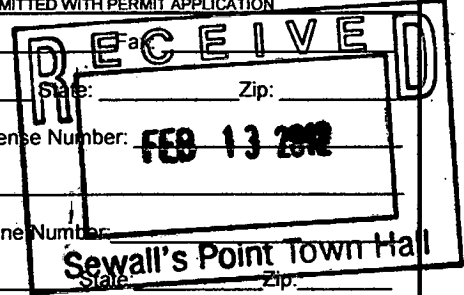 MITTED WITH PERMIT APPLICATION
RECEIVED
Fax:
State: Zip:
ense Number:
FEB 13 2012
ne Number:
Sewall's Point Town Hall
State: Zip: